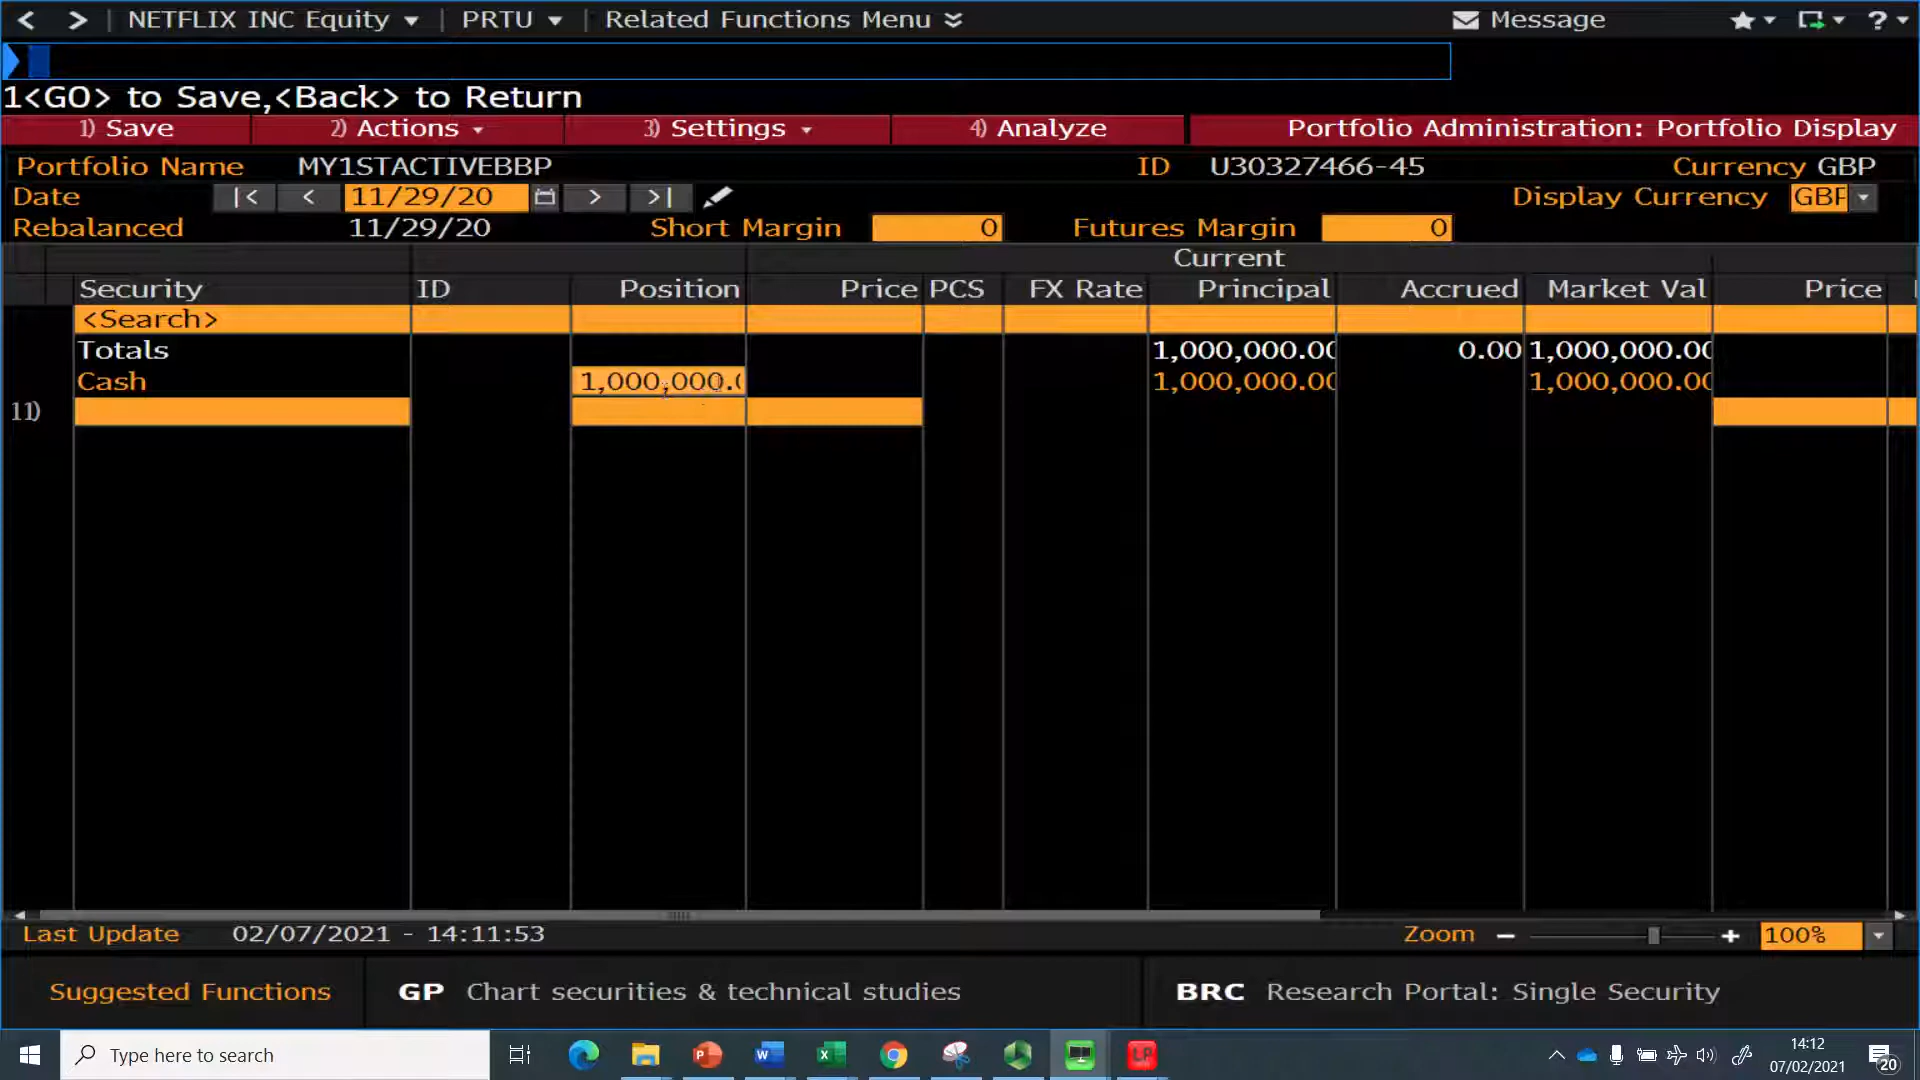 NETFLIX INC Equity PRTU Related Functions Menu Message ?
1<GO> to Save,<Back> to Return
1) Save 2) Actions 3) Settings 4) Analyze Portfolio Administration: Portfolio Display
Portfolio Name MY1STACTIVEBBP ID U30327466-45 Currency GBP
Date |< < 11/29/20 > >| Display Currency GBP
Rebalanced 11/29/20 Short Margin 0 Futures Margin 0
Current
Security ID Position Price PCS FX Rate Principal Accrued Market Val Price
<Search>
Totals 1,000,000.00 0.00 1,000,000.00
Cash 1,000,000.0 1,000,000.00 1,000,000.00
11)
Last Update 02/07/2021 - 14:11:53 Zoom - + 100%
Suggested Functions GP Chart securities & technical studies BRC Research Portal: Single Security
Type here to search 14:12
07/02/2021
20